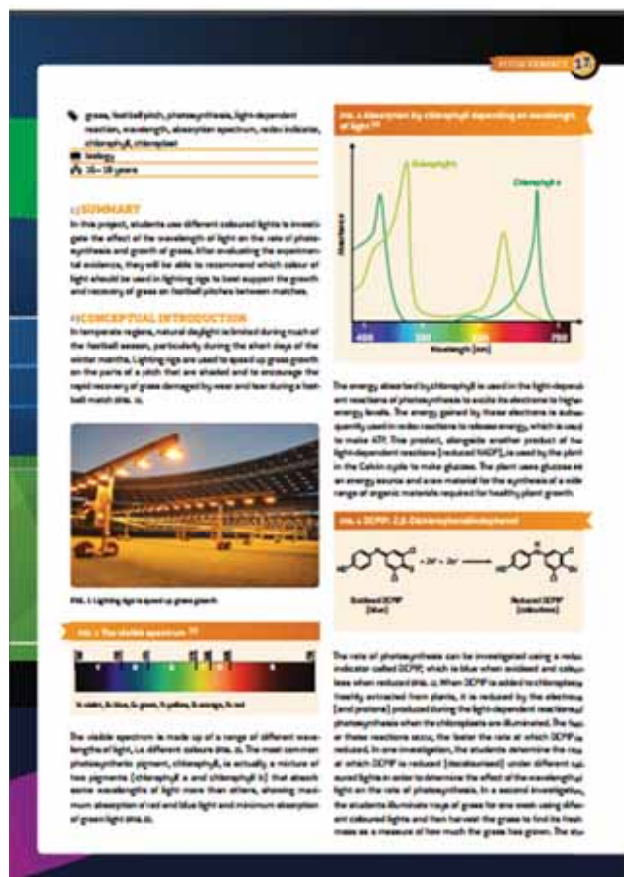 PITCH PERFECT 17
grass, football pitch, photosynthesis, light-dependent
reaction, wavelength, absorption spectrum, redox indicator,
chlorophyll, chloroplast
biology
16–19 years
SUMMARY
In this project, students use different coloured lights to investi-
gate the effect of the wavelength of light on the rate of photo-
synthesis and growth of grass. After evaluating the experimen-
tal evidence, they will be able to recommend which colour of
light should be used in lighting rigs to best support the growth
and recovery of grass on football pitches between matches.
CONCEPTUAL INTRODUCTION
In temperate regions, natural daylight is limited during much of
the football season, particularly during the short days of the
winter months. Lighting rigs are used to speed up grass growth
on the parts of a pitch that are shaded and to encourage the
rapid recovery of grass damaged by wear and tear during a foot-
ball match
FIG. 1 Lighting rigs to speed up grass growth
The visible spectrum
V: violet, B: blue, G: green, Y: yellow, O: orange, R: red
The visible spectrum is made up of a range of different wave-
lengths of light, i.e. different colours. The most common
photosynthetic pigment, chlorophyll, is actually a mixture of
two pigments (chlorophyll a and chlorophyll b) that absorb
some wavelengths of light more than others, showing maxi-
mum absorption of red and blue light and minimum absorption
of green light
Absorption by chlorophyll depending on wavelength
of light
Chlorophyll b
Chlorophyll a
Absorbance
400 700
Wavelength [nm]
The energy absorbed by chlorophyll is used in the light-depend-
ent reactions of photosynthesis to excite its electrons to higher
energy levels. The energy gained by these electrons is subse-
quently used in redox reactions to release energy, which is used
to make ATP. This product, alongside another product of the
light-dependent reactions (reduced NADP), is used by the plant
in the Calvin cycle to make glucose. The plant uses glucose as
an energy source and a raw material for the synthesis of a wide
range of organic materials required for healthy plant growth.
DCPIP: 2,6-Dichlorophenolindophenol
+ 2H⁺ + 2e⁻
Oxidised DCPIP
(blue)
Reduced DCPIP
(colourless)
The rate of photosynthesis can be investigated using a redox
indicator called DCPIP, which is blue when oxidised and colour-
less when reduced. When DCPIP is added to chloroplasts
freshly extracted from plants, it is reduced by the electrons
(and protons) produced during the light-dependent reactions of
photosynthesis when the chloroplasts are illuminated. The
these reactions occur, the faster the rate at which DCPIP is
reduced. In one investigation, the students determine the rate
at which DCPIP is reduced (decolourised) under different col-
oured lights in order to determine the effect of the wavelength of
light on the rate of photosynthesis. In a second investigation,
the students illuminate trays of grass for one week using differ-
ent coloured lights and then harvest the grass to find its fresh
mass as a measure of how much the grass has grown. The stu-